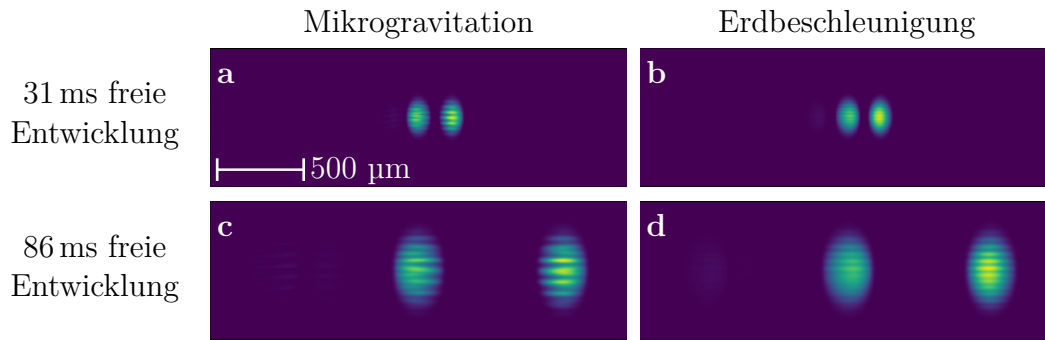 Mikrogravitation
Erdbeschleunigung
31 ms freie
Entwicklung
a
b
500 µm
86 ms freie
Entwicklung
c
d